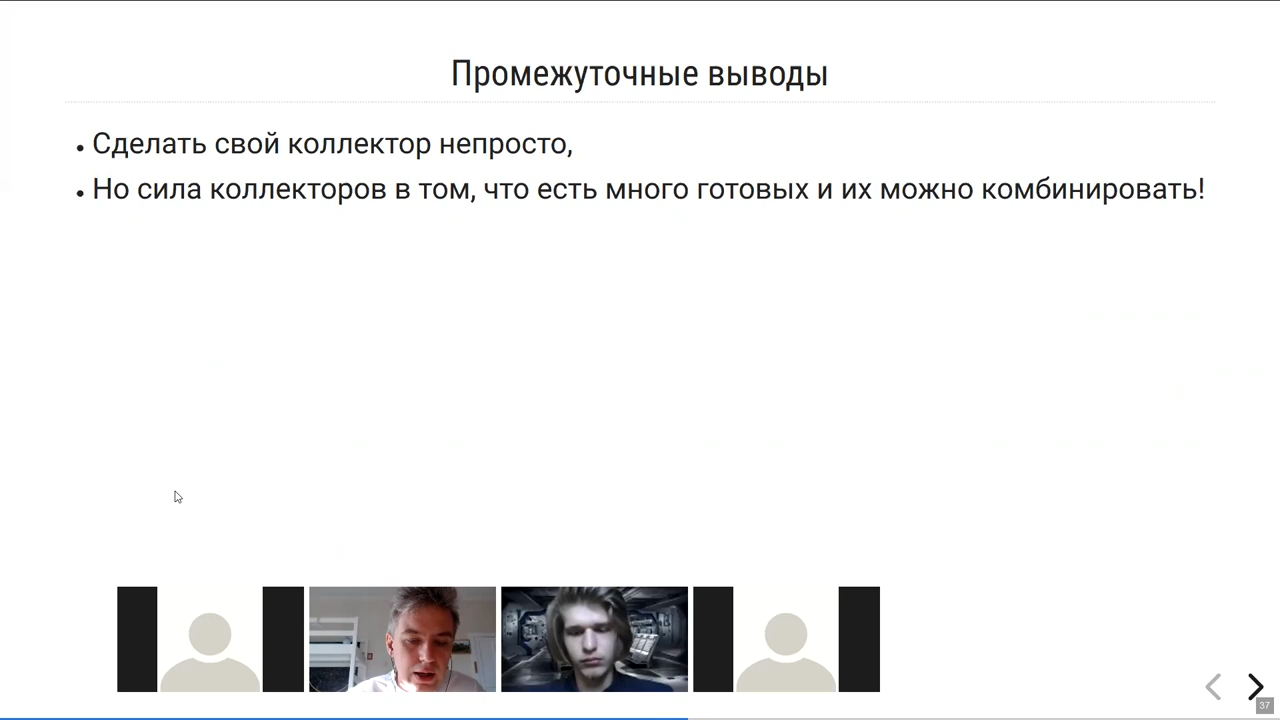 Промежуточные выводы
• Сделать свой коллектор непросто,
• Но сила коллекторов в том, что есть много готовых и их можно комбинировать!
37